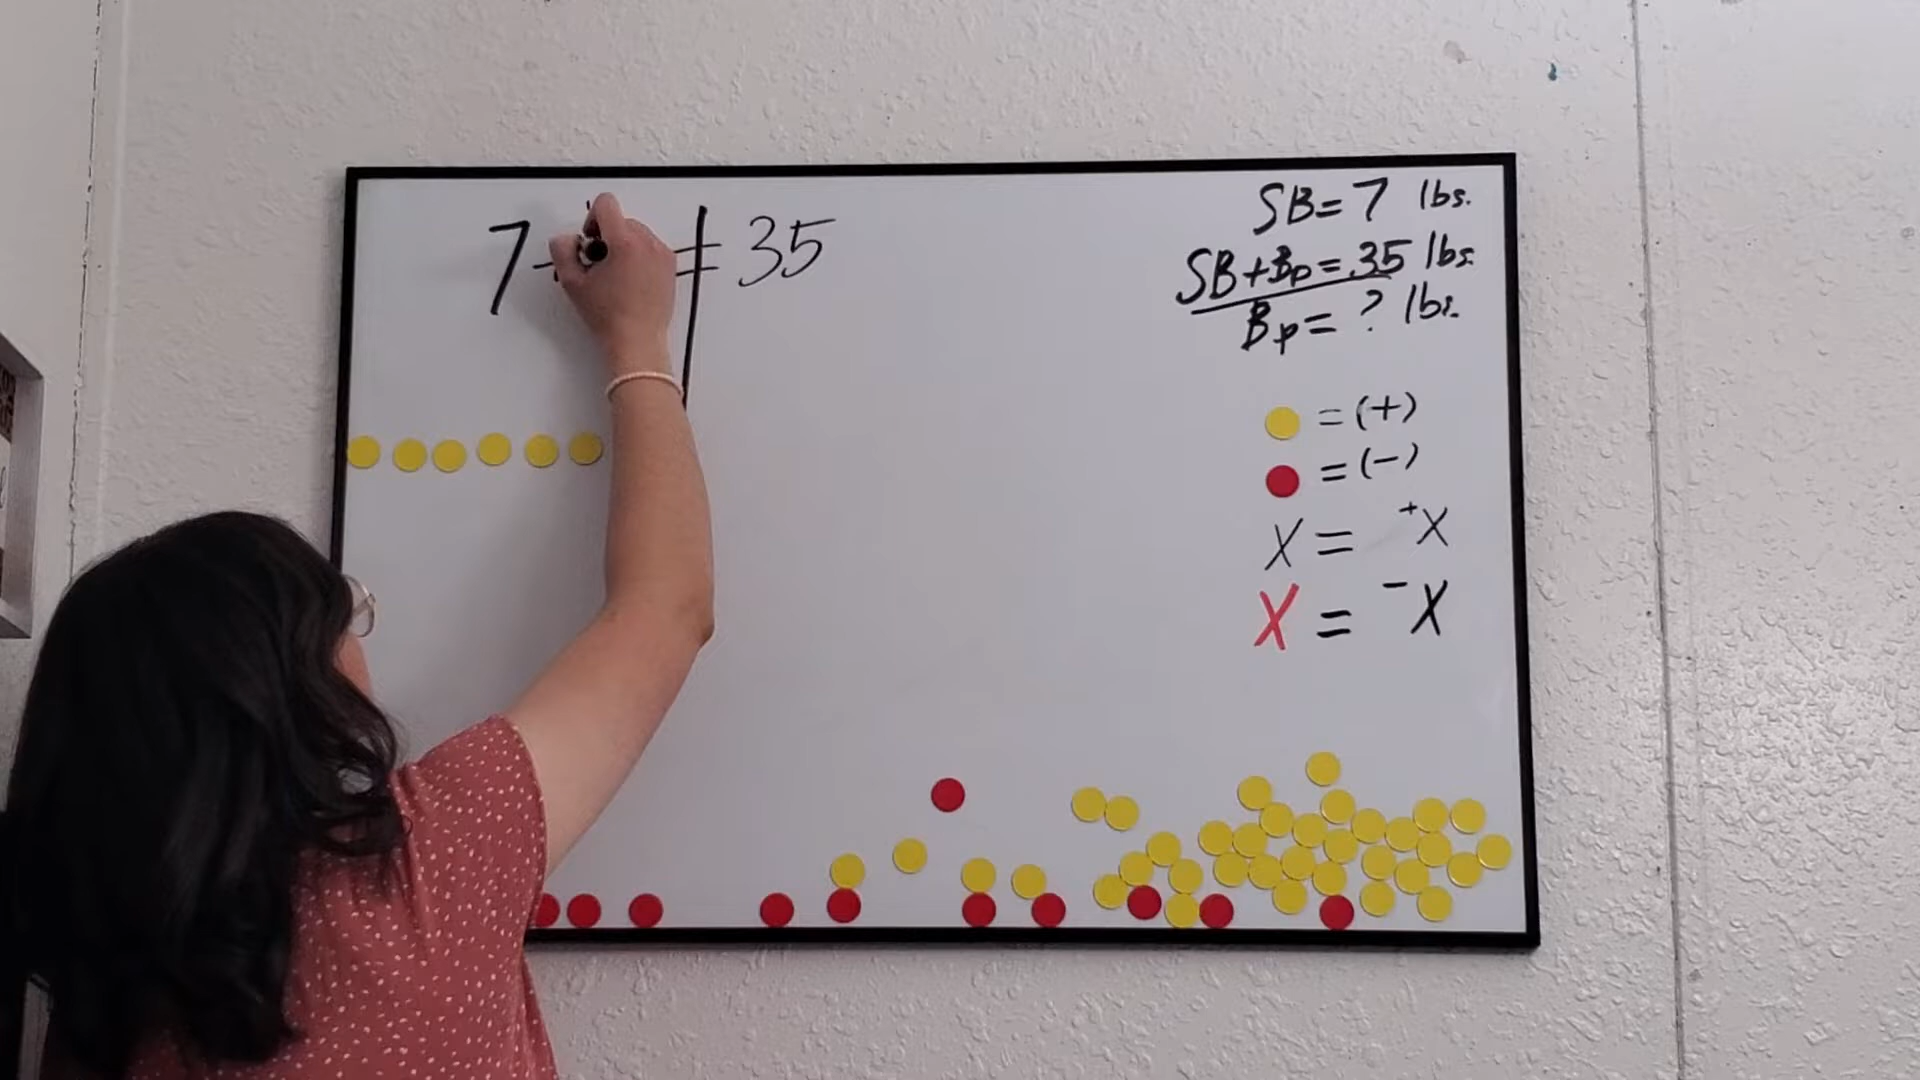 7 = 35
SB = 7 lbs.
SB + Bp = 35 lbs.
Bp = ? lbs.
= (+)
= (-)
X = +X
X = -X